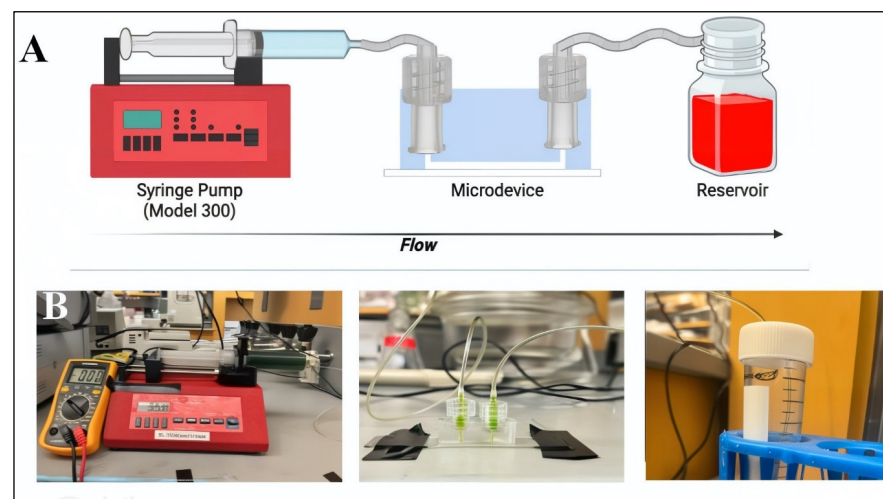 A
Syringe Pump
(Model 300)
Microdevice
Reservoir
Flow
B